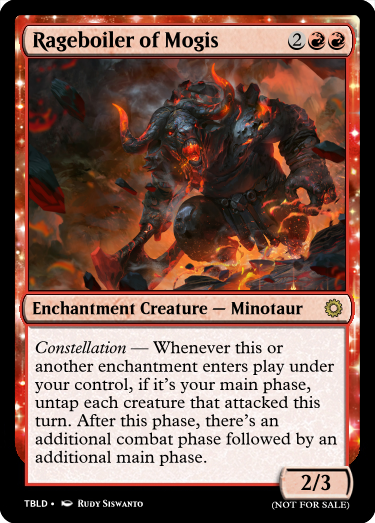 Rageboiler of Mogis 2
Enchantment Creature — Minotaur
Constellation — Whenever this or
another enchantment enters play under
your control, if it's your main phase,
untap each creature that attacked this
turn. After this phase, there's an
additional combat phase followed by an
additional main phase.
2/3
TBLD • Rudy Siswanto
(NOT FOR SALE)